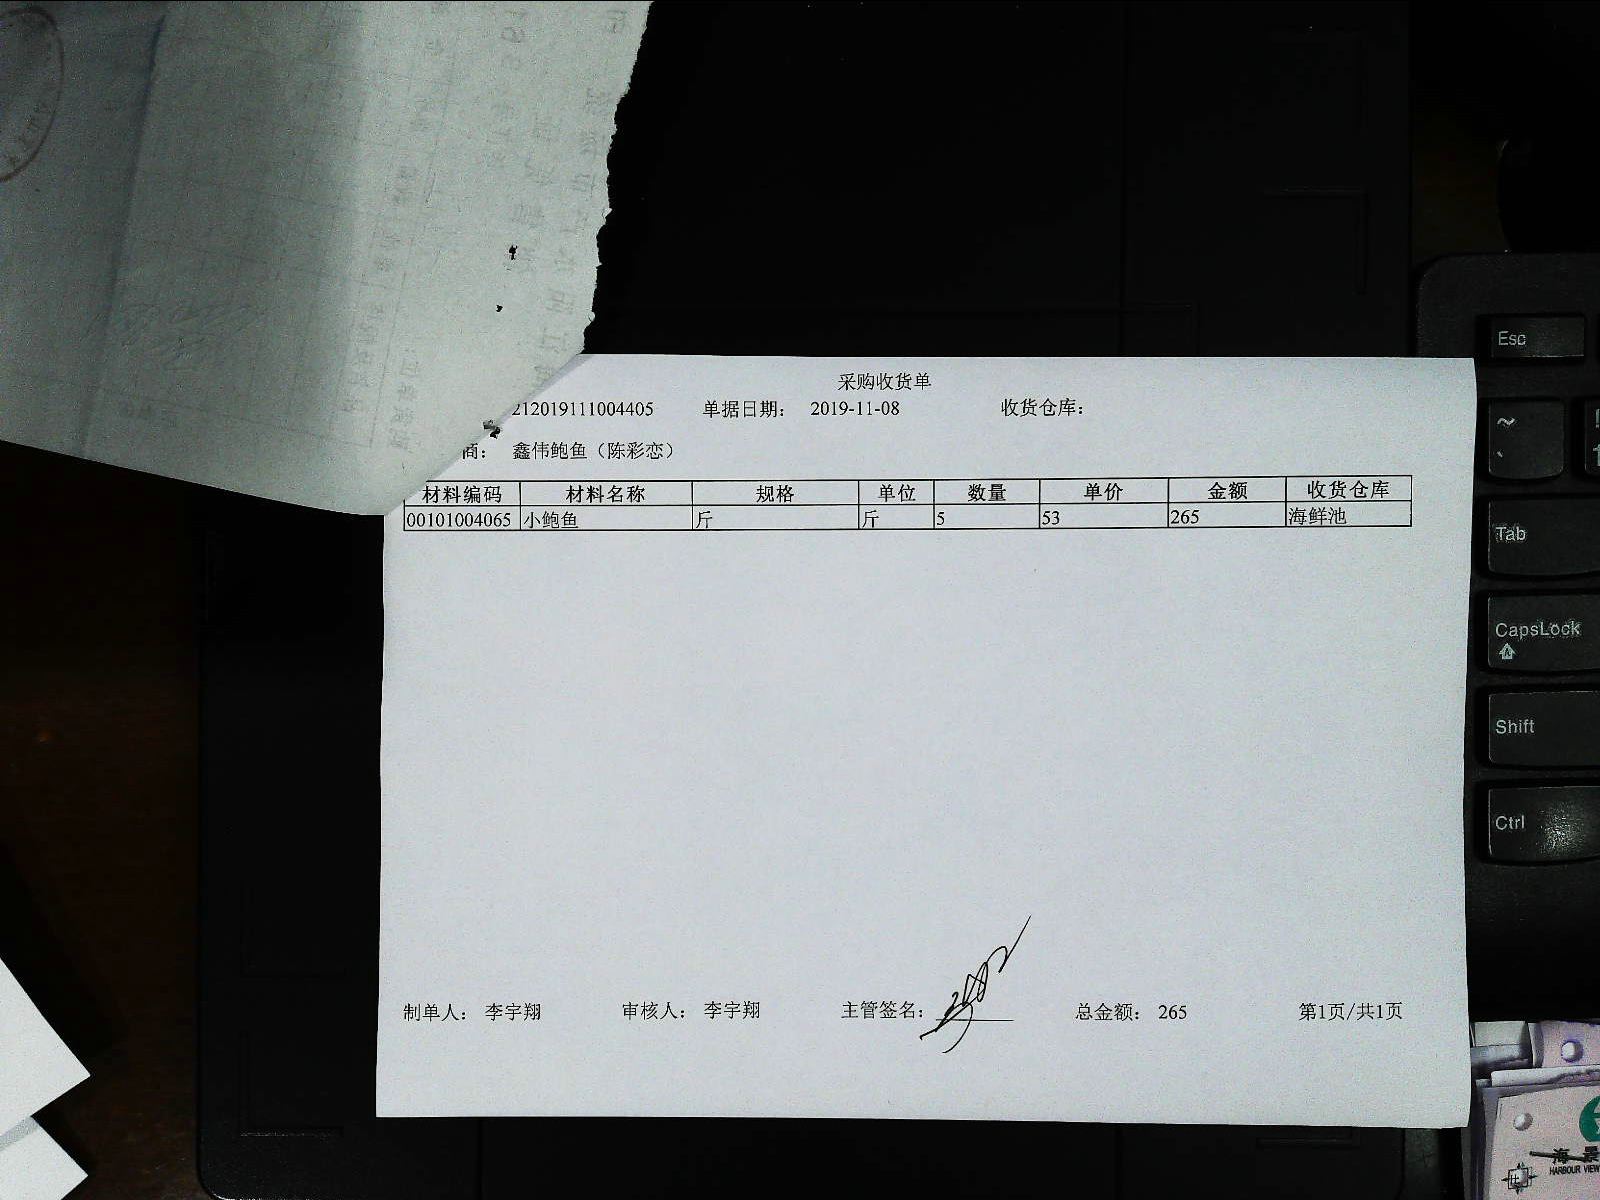 采购收货单
212019111004405 单据日期： 2019-11-08 收货仓库：
商： 鑫伟鲍鱼（陈彩恋）
材料编码 材料名称 规格 单位 数量 单价 金额 收货仓库
00101004065 小鲍鱼 斤 斤 5 53 265 海鲜池
制单人： 李宇翔 审核人： 李宇翔 主管签名： 总金额： 265 第1页/共1页
Esc
~
Tab
CapsLock
Shift
Ctrl
海景
HARBOUR VIEW